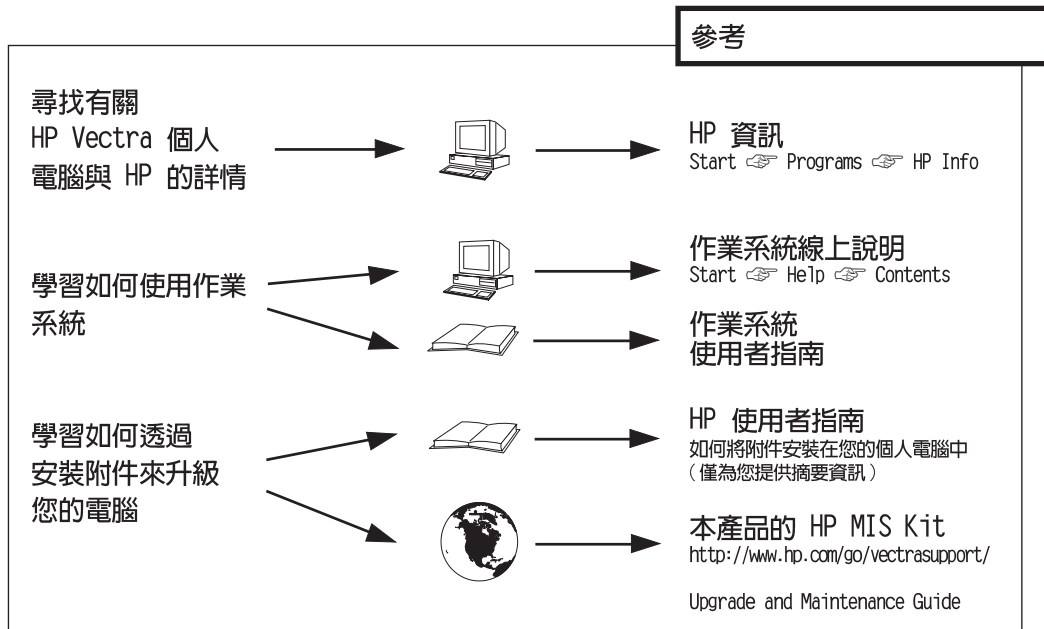 參考
尋找有關
HP Vectra 個人
電腦與 HP 的詳情
HP 資訊
Start ☞ Programs ☞ HP Info
學習如何使用作業
系統
作業系統線上說明
Start ☞ Help ☞ Contents
作業系統
使用者指南
學習如何透過
安裝附件來升級
您的電腦
HP 使用者指南
如何將附件安裝在您的個人電腦中
(僅為您提供摘要資訊)
本產品的 HP MIS Kit
http://www.hp.com/go/vectrasupport/
Upgrade and Maintenance Guide